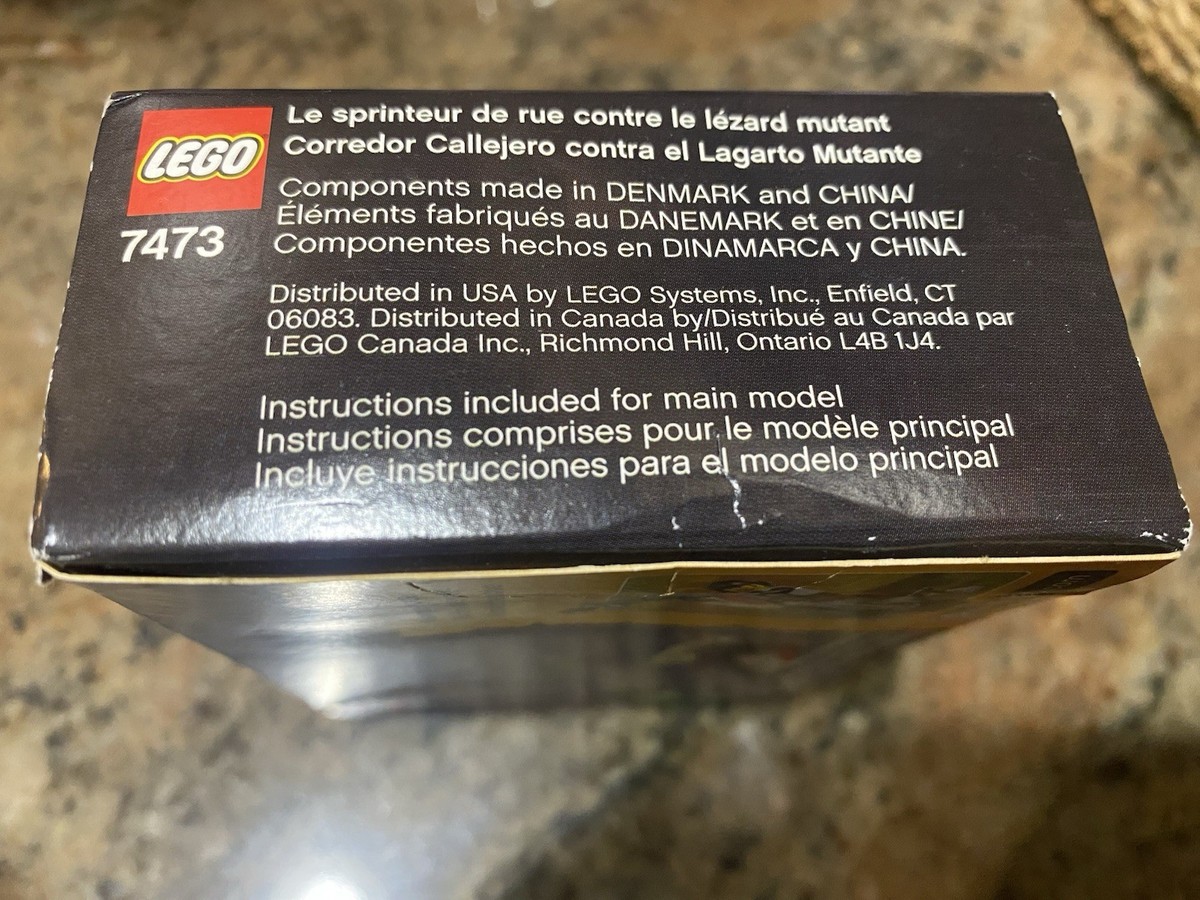 LEGO
7473
Le sprinteur de rue contre le lézard mutant
Corredor Callejero contra el Lagarto Mutante
Components made in DENMARK and CHINA/
Éléments fabriqués au DANEMARK et en CHINE/
Componentes hechos en DINAMARCA y CHINA.
Distributed in USA by LEGO Systems, Inc., Enfield, CT
06083. Distributed in Canada by/Distribué au Canada par
LEGO Canada Inc., Richmond Hill, Ontario L4B 1J4.
Instructions included for main model
Instructions comprises pour le modèle principal
Incluye instrucciones para el modelo principal